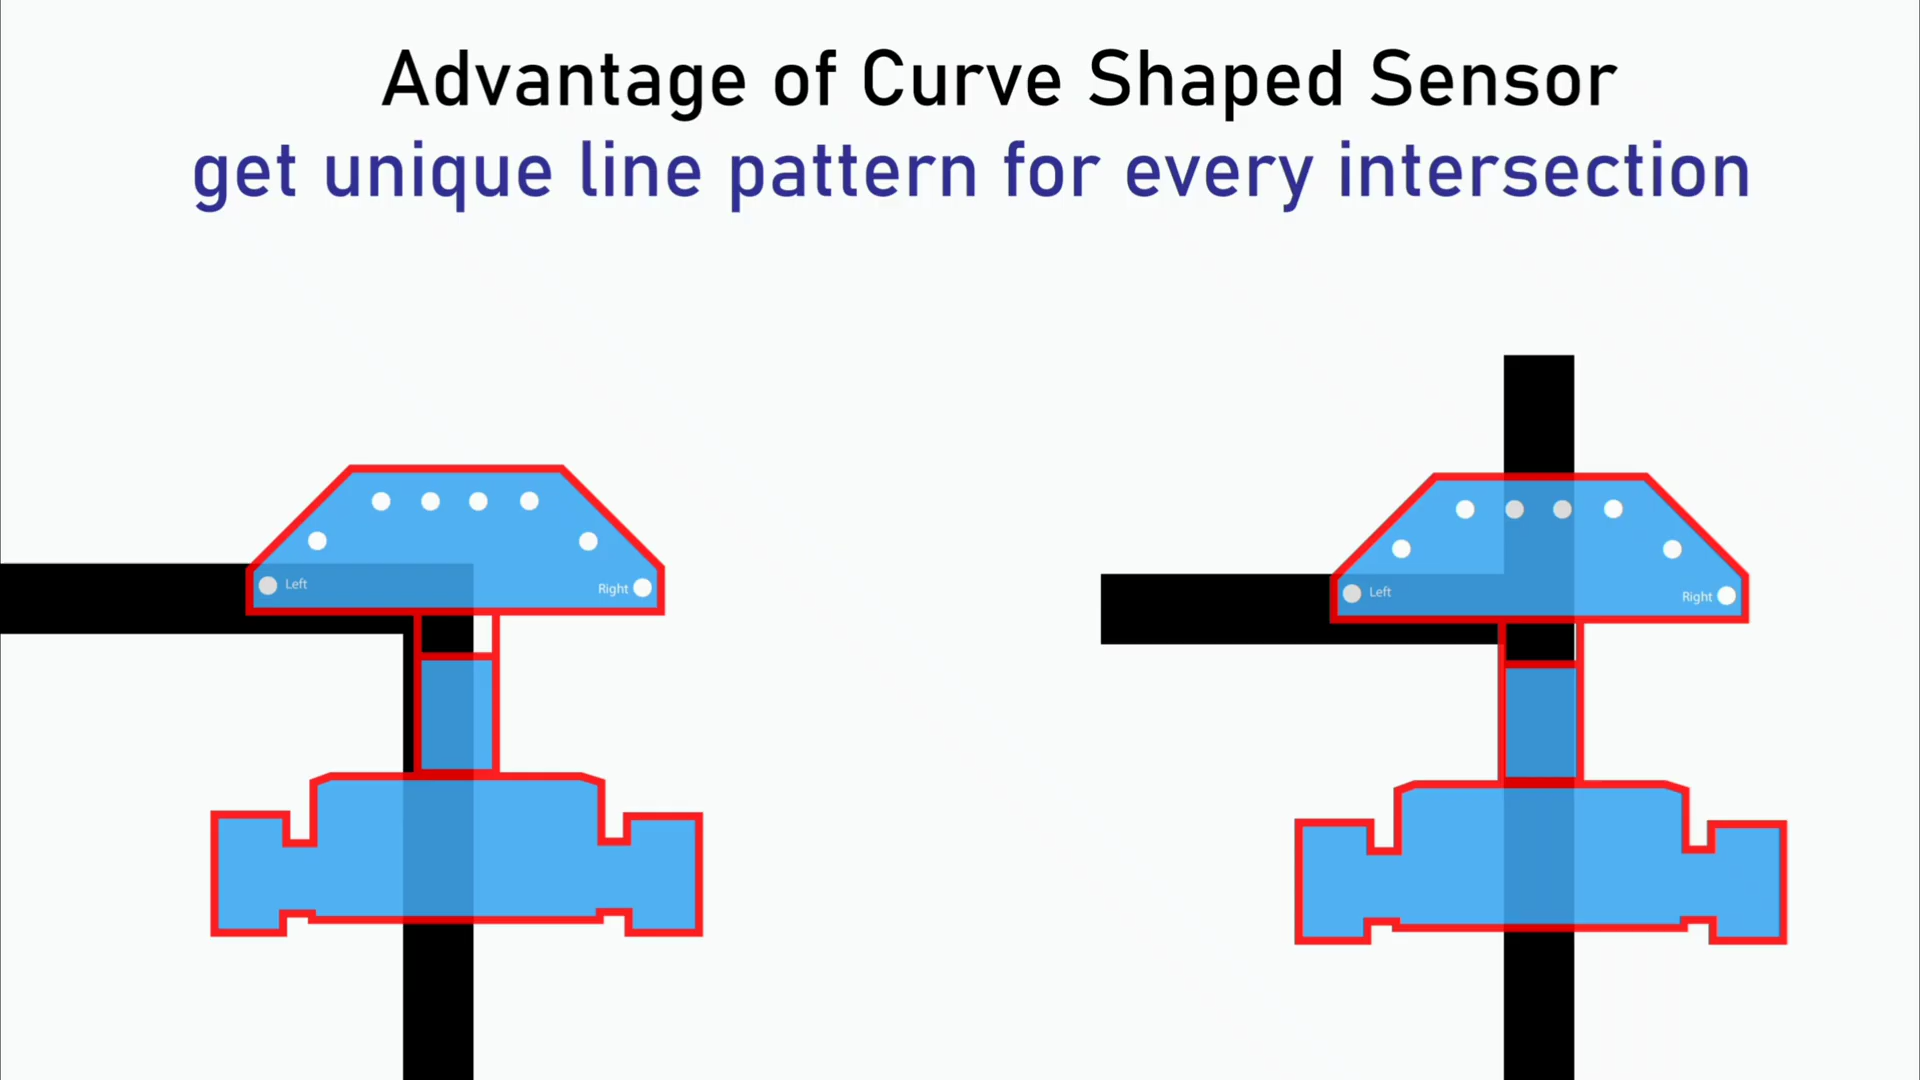 Advantage of Curve Shaped Sensor
get unique line pattern for every intersection
Left
Right
Left
Right